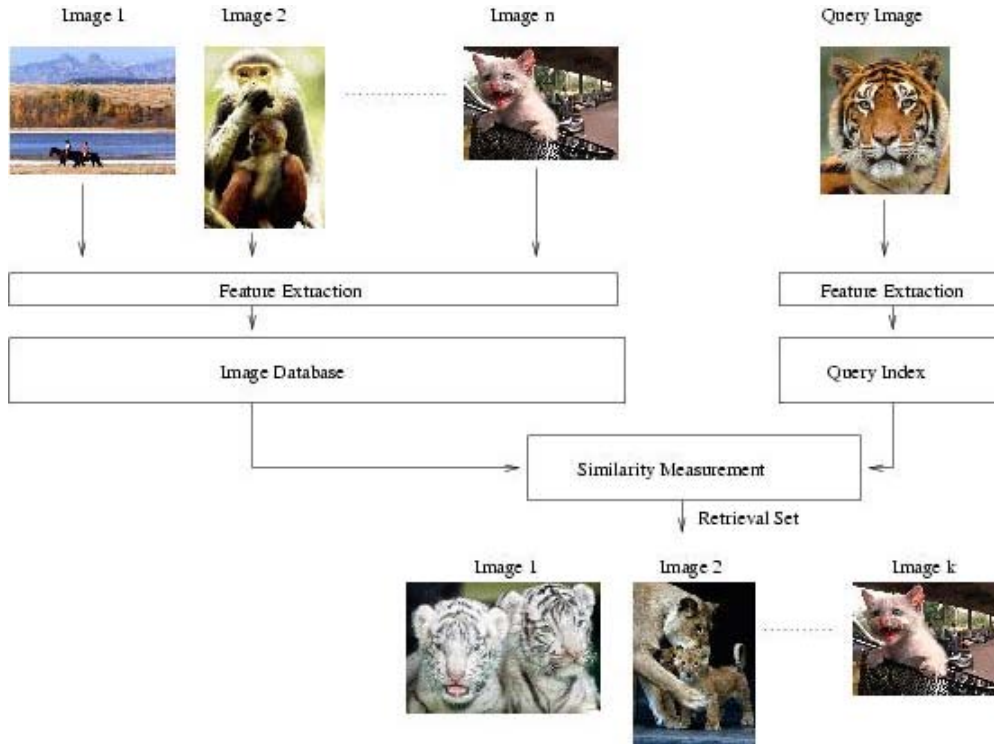 Image 1
Image 2
Image n
Query Image
Feature Extraction
Feature Extraction
Image Database
Query Index
Similarity Measurement
Retrieval Set
Image 1
Image 2
Image k